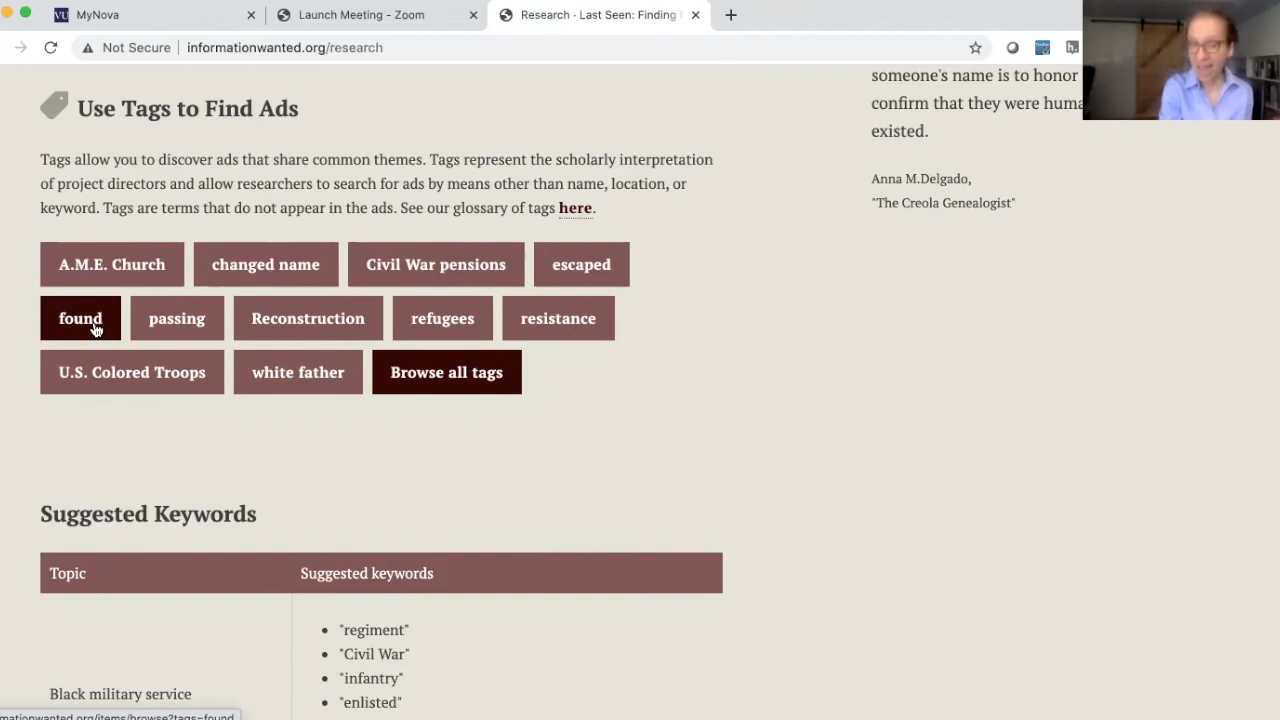 VU MyNova
Launch Meeting - Zoom
Research · Last Seen: Finding
Not Secure
informationwanted.org/research
h.
Use Tags to Find Ads
Tags allow you to discover ads that share common themes. Tags represent the scholarly interpretation
of project directors and allow researchers to search for ads by means other than name, location, or
keyword. Tags are terms that do not appear in the ads. See our glossary of tags here.
A.M.E. Church
changed name
Civil War pensions
escaped
found
passing
Reconstruction
refugees
resistance
U.S. Colored Troops
white father
Browse all tags
Suggested Keywords
Topic
Suggested keywords
Black military service
• "regiment"
• "Civil War"
• "infantry"
• "enlisted"
someone's name is to honor
confirm that they were huma
existed.
Anna M.Delgado,
"The Creola Genealogist"
rmationwanted.org/items/browse?tags=found